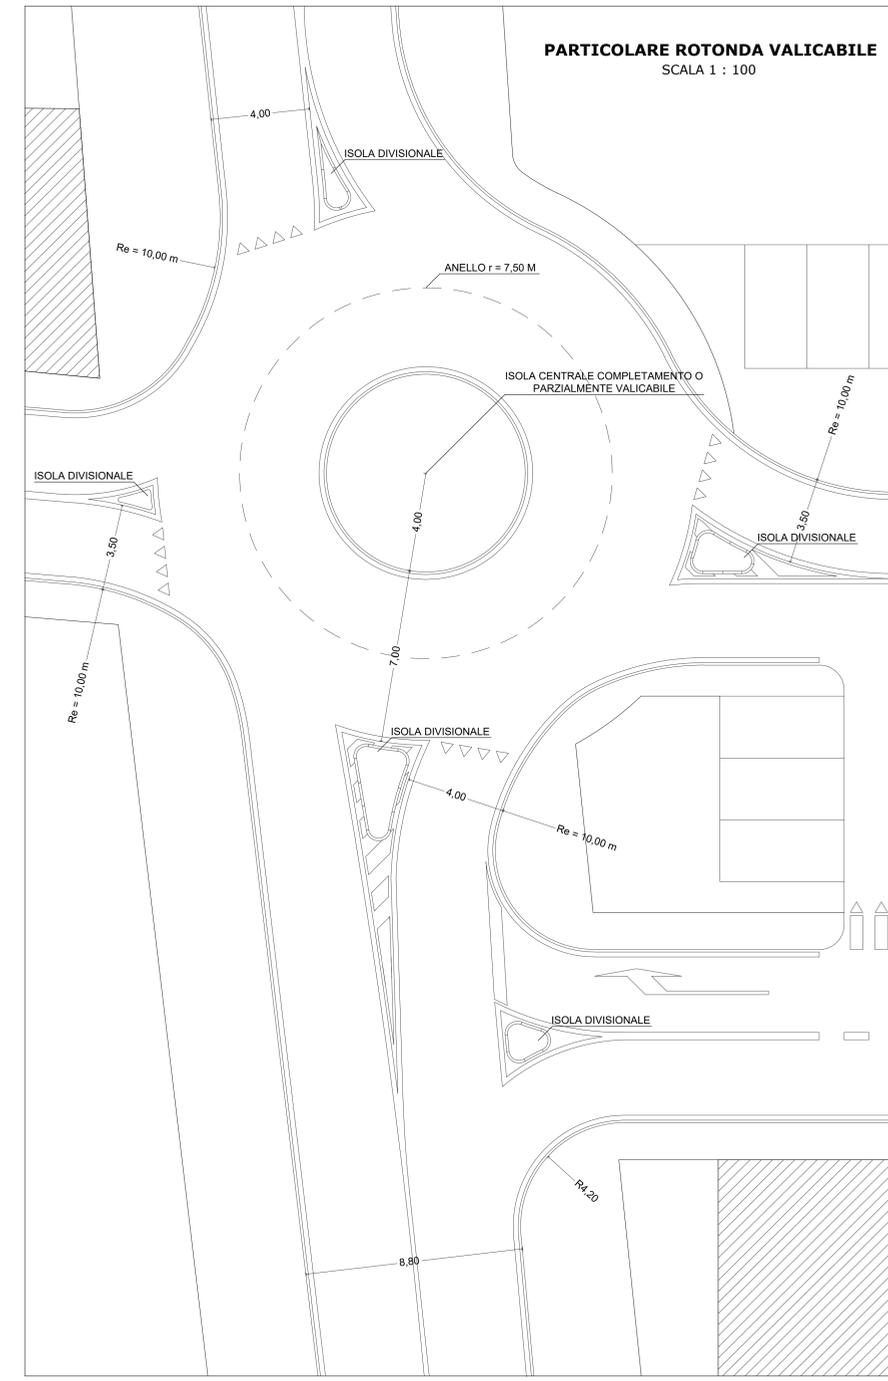 PARTICOLARE ROTONDA VALICABILE
SCALA 1 : 100
4,00
ISOLA DIVISIONALE
Re = 10,00 m
ANELLO r = 7,50 M
ISOLA CENTRALE COMPLETAMENTO O
PARZIALMENTE VALICABILE
Re = 10,00 m
ISOLA DIVISIONALE
4,00
3,50
ISOLA DIVISIONALE
3,50
Re = 10,00 m
7,00
ISOLA DIVISIONALE
4,00
Re = 10,00 m
ISOLA DIVISIONALE
R4,20
8,80